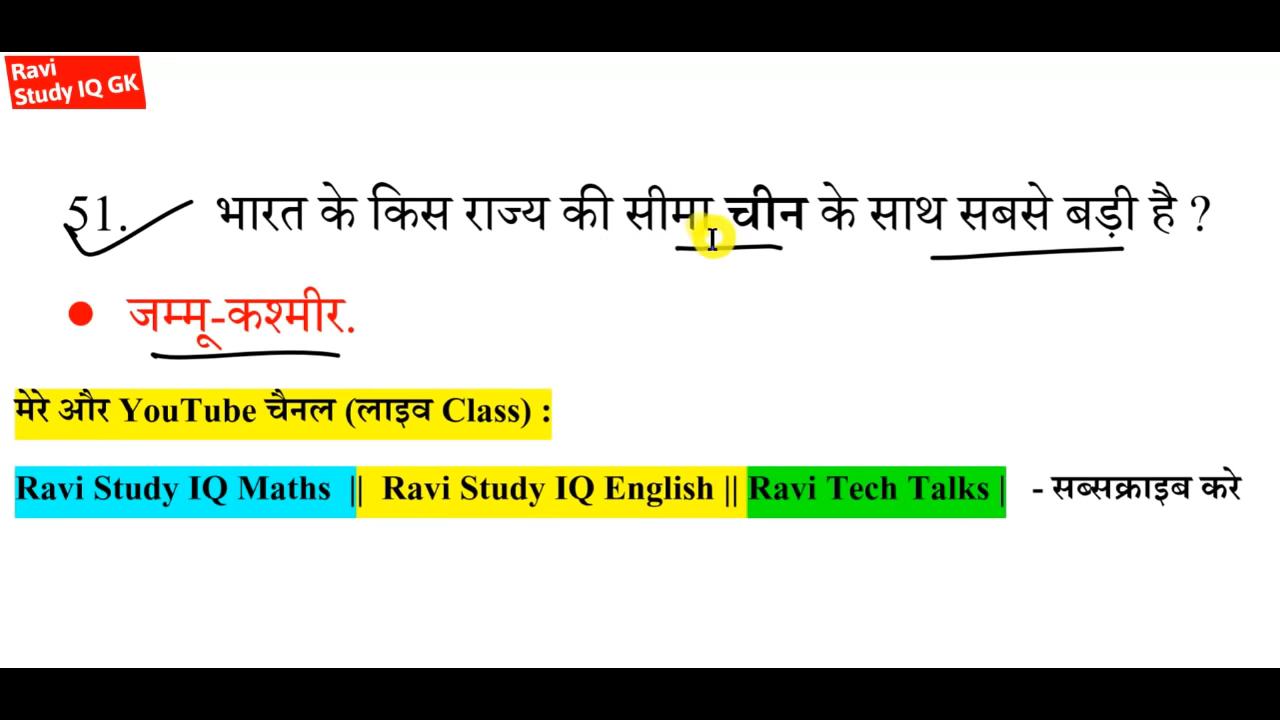 Ravi
Study IQ GK
51. भारत के किस राज्य की सीमा चीन के साथ सबसे बड़ी है ?
● जम्मू-कश्मीर.
मेरे और YouTube चैनल (लाइव Class) :
Ravi Study IQ Maths || Ravi Study IQ English || Ravi Tech Talks | - सब्सक्राइब करे